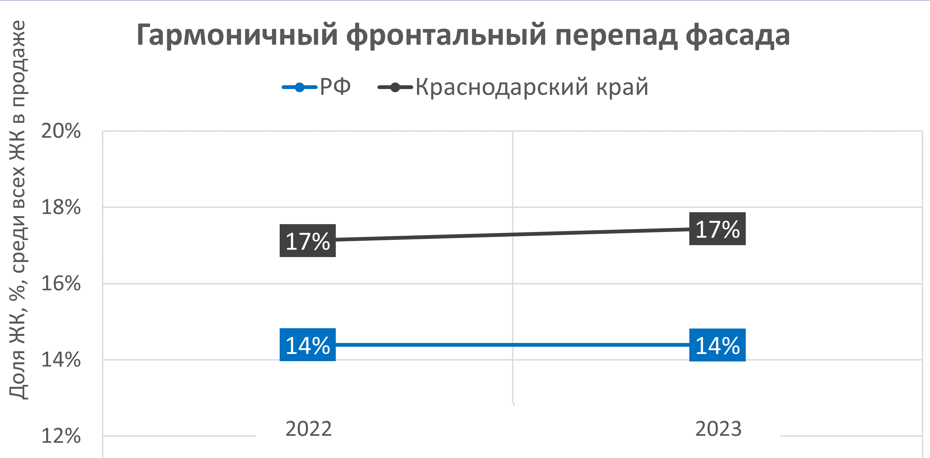 Гармоничный фронтальный перепад фасада
РФ
Краснодарский край
Доля ЖК, %, среди всех ЖК в продаже
20%
18%
16%
14%
12%
17%
17%
14%
14%
2022
2023